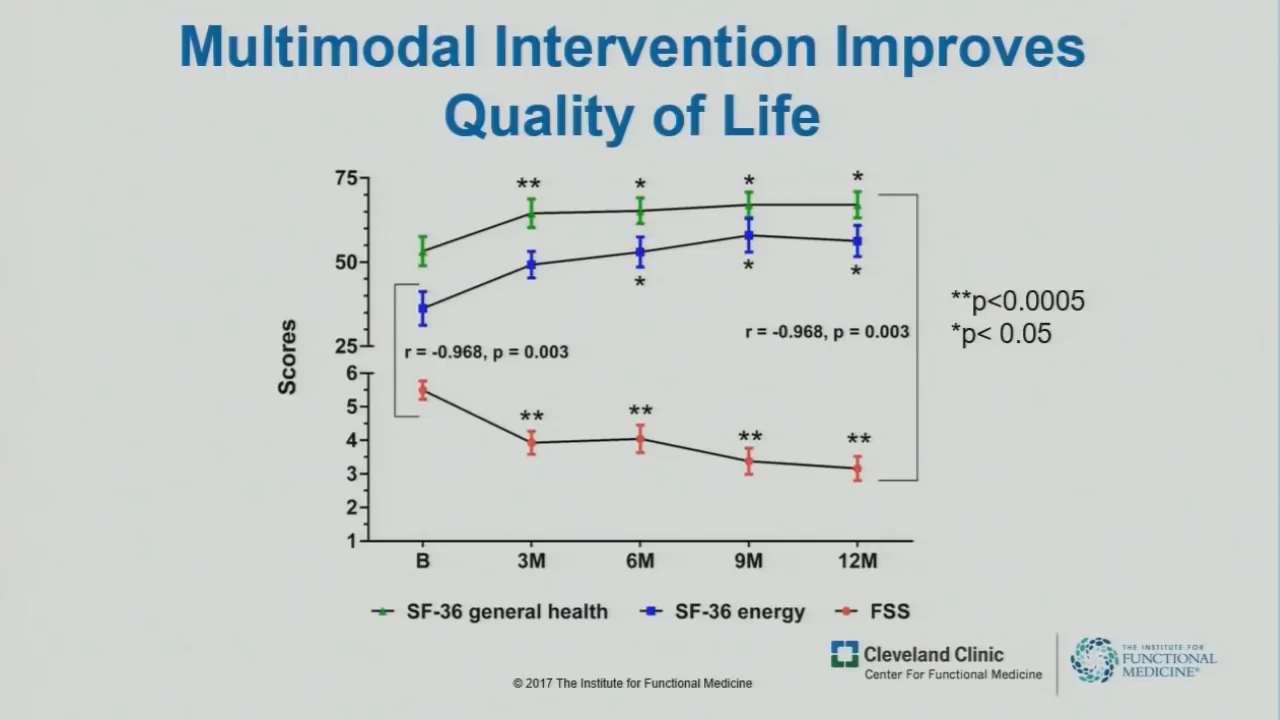 Multimodal Intervention Improves
Quality of Life
75
50
25
6
5
4
3
2
1
Scores
**
*
*
*
*
*
*
r = -0.968, p = 0.003
r = -0.968, p = 0.003
**
**
**
**
**p<0.0005
*p< 0.05
B 3M 6M 9M 12M
SF-36 general health SF-36 energy FSS
Cleveland Clinic
Center For Functional Medicine
THE INSTITUTE FOR
FUNCTIONAL
MEDICINE®
© 2017 The Institute for Functional Medicine